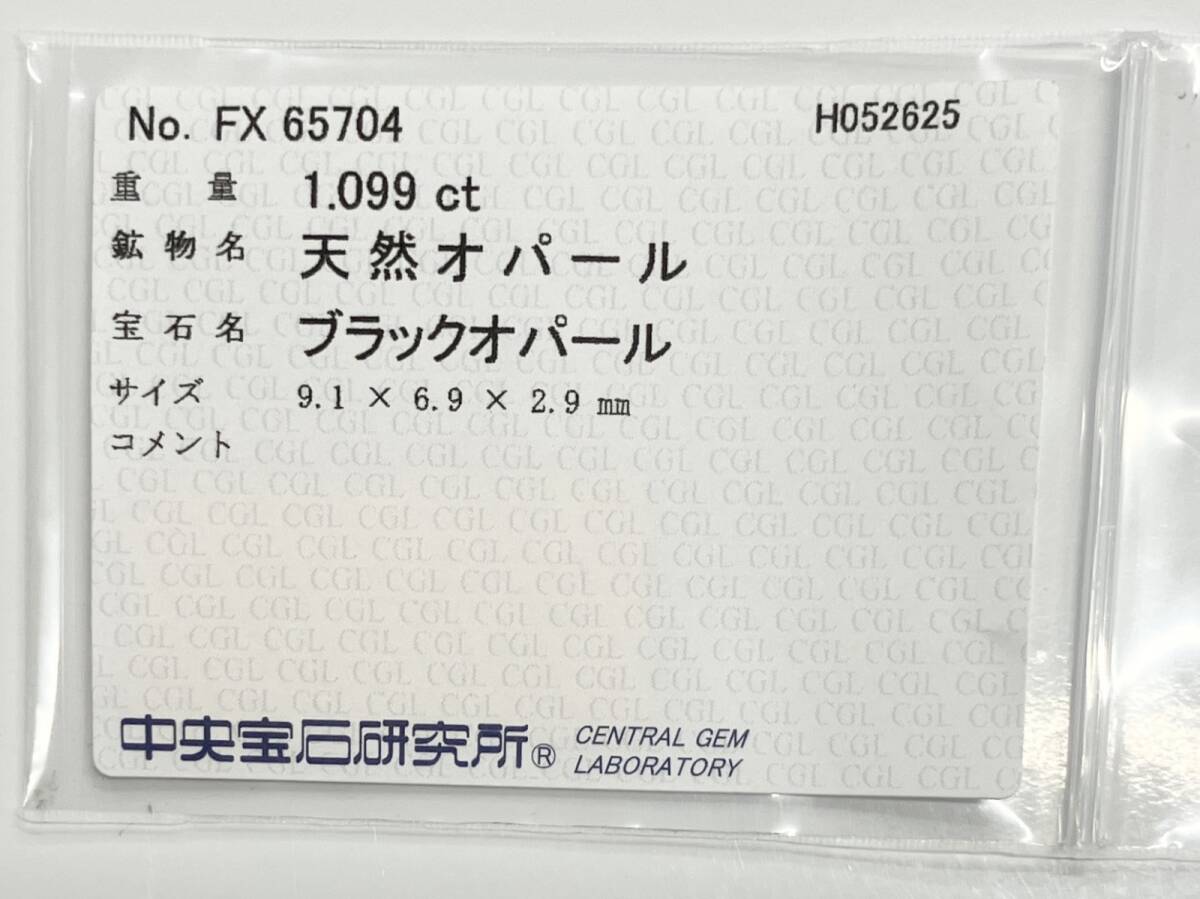 No. FX 65704 H052625
重 量 1.099 ct
鉱 物 名 天 然 オ パ ー ル
宝 石 名 ブラックオパール
サイズ 9.1 × 6.9 × 2.9 mm
コメント
中央宝石研究所® CENTRAL GEM
LABORATORY